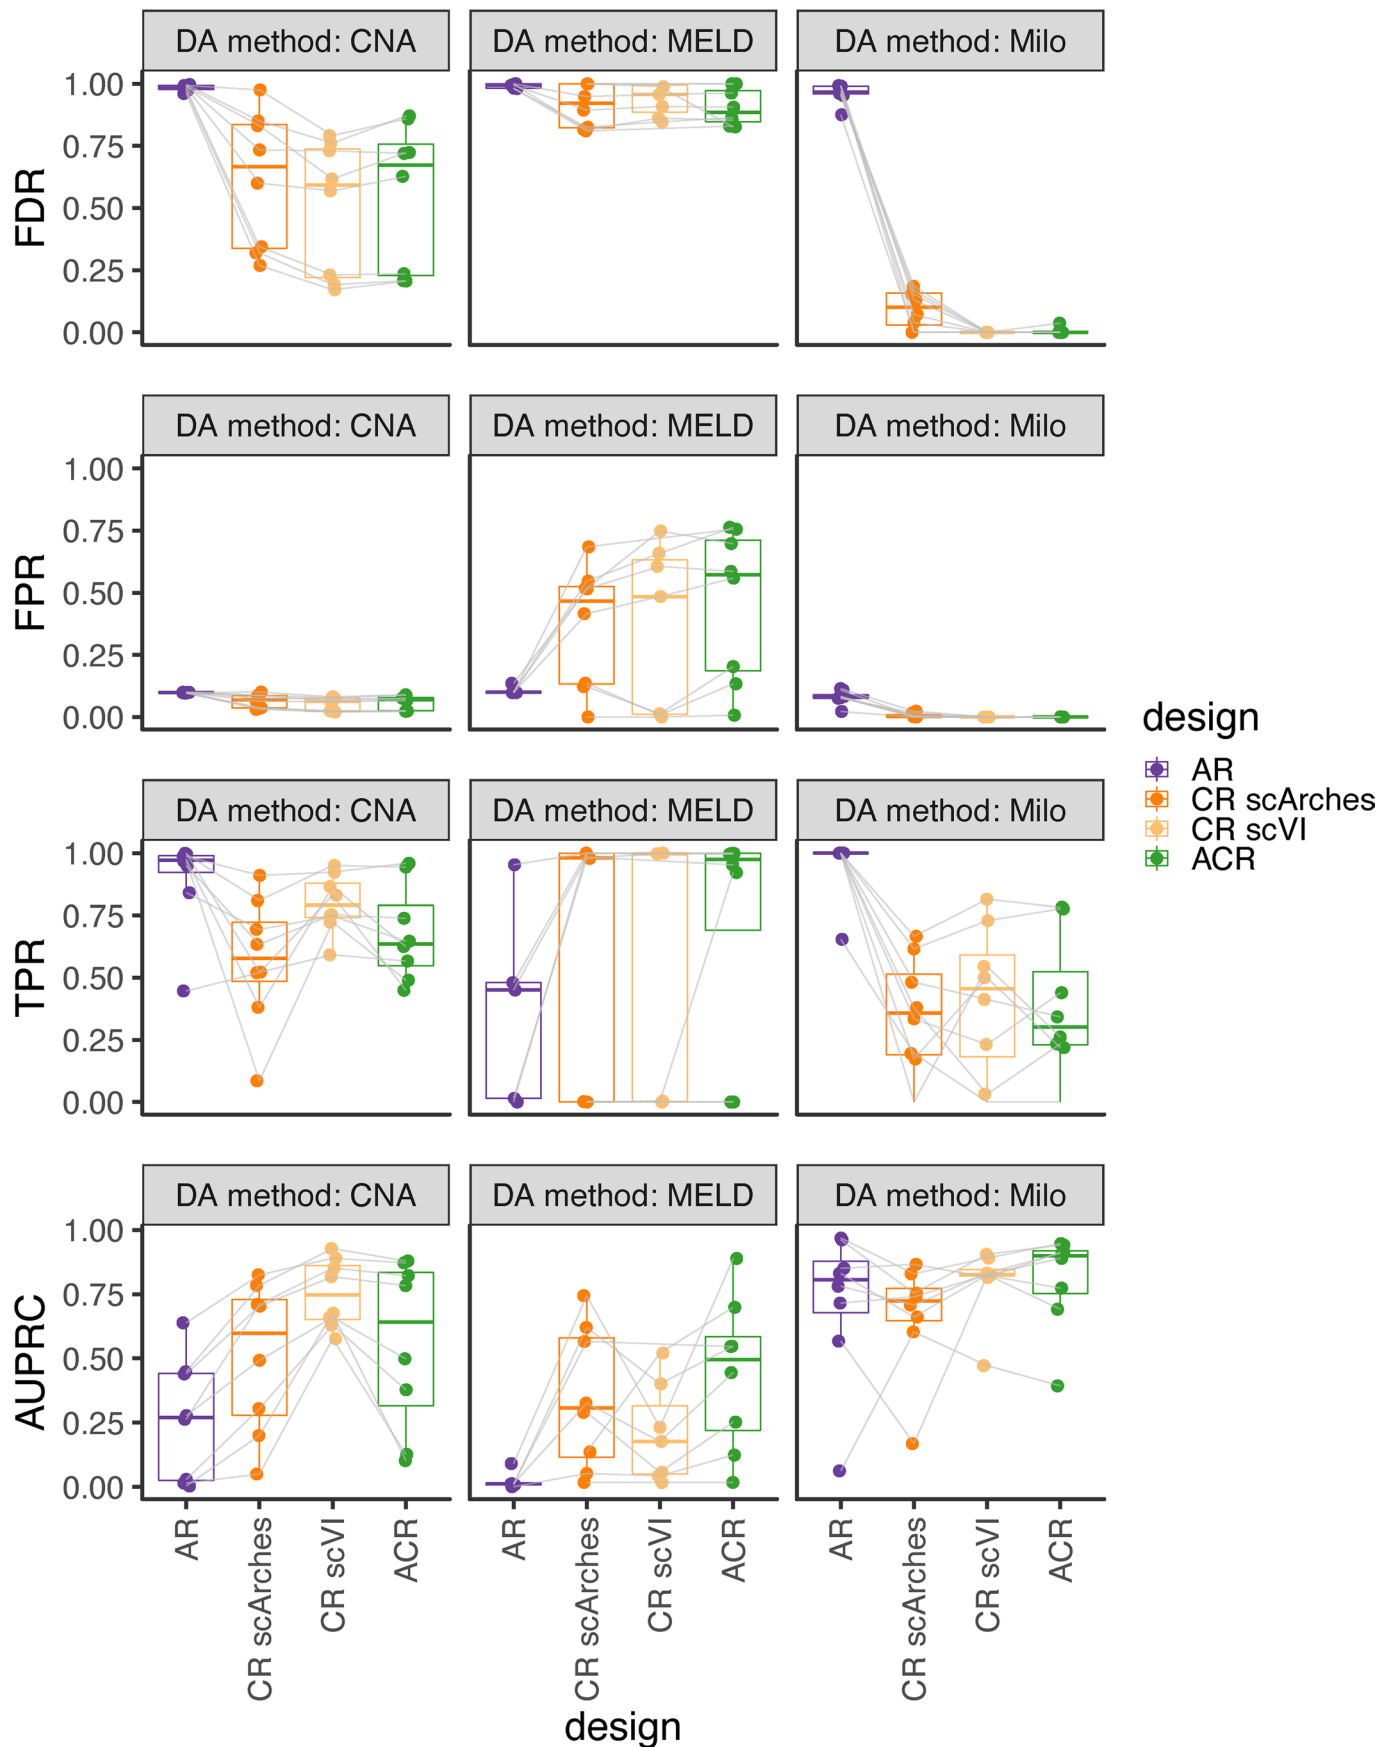 DA method: CNA DA method: MELD DA method: Milo
FDR
1.00
0.75
0.50
0.25
0.00
DA method: CNA DA method: MELD DA method: Milo
FPR
1.00
0.75
0.50
0.25
0.00
DA method: CNA DA method: MELD DA method: Milo
TPR
1.00
0.75
0.50
0.25
0.00
DA method: CNA DA method: MELD DA method: Milo
AUPRC
1.00
0.75
0.50
0.25
0.00
AR CR scArches CR scVI ACR AR CR scArches CR scVI ACR AR CR scArches CR scVI ACR
design
design
AR
CR scArches
CR scVI
ACR